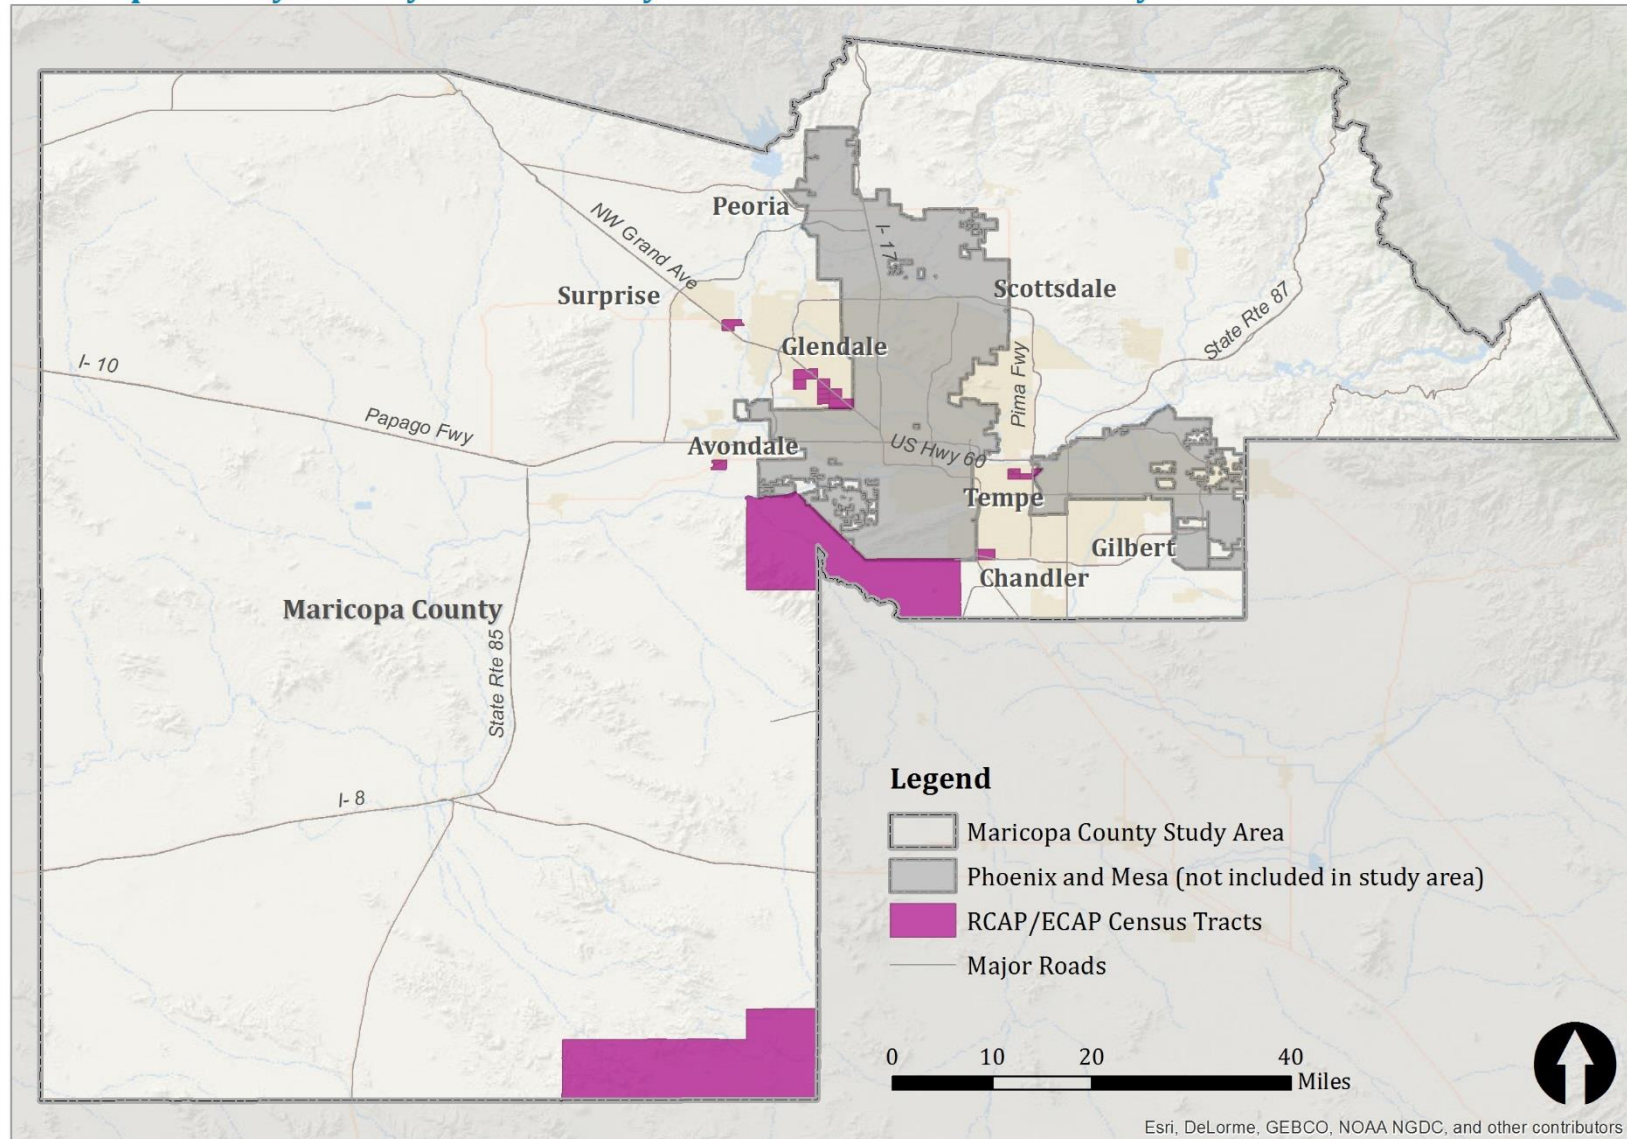 Peoria
NW Grand Ave
I- 17
Surprise
Scottsdale
State Rte 87
Glendale
I- 10
Pima Fwy
Papago Fwy
Avondale
US Hwy 60
Tempe
Gilbert
Chandler
Maricopa County
State Rte 85
I- 8
Legend
Maricopa County Study Area
Phoenix and Mesa (not included in study area)
RCAP/ECAP Census Tracts
Major Roads
0 10 20 40
Miles
Esri, DeLorme, GEBCO, NOAA NGDC, and other contributors